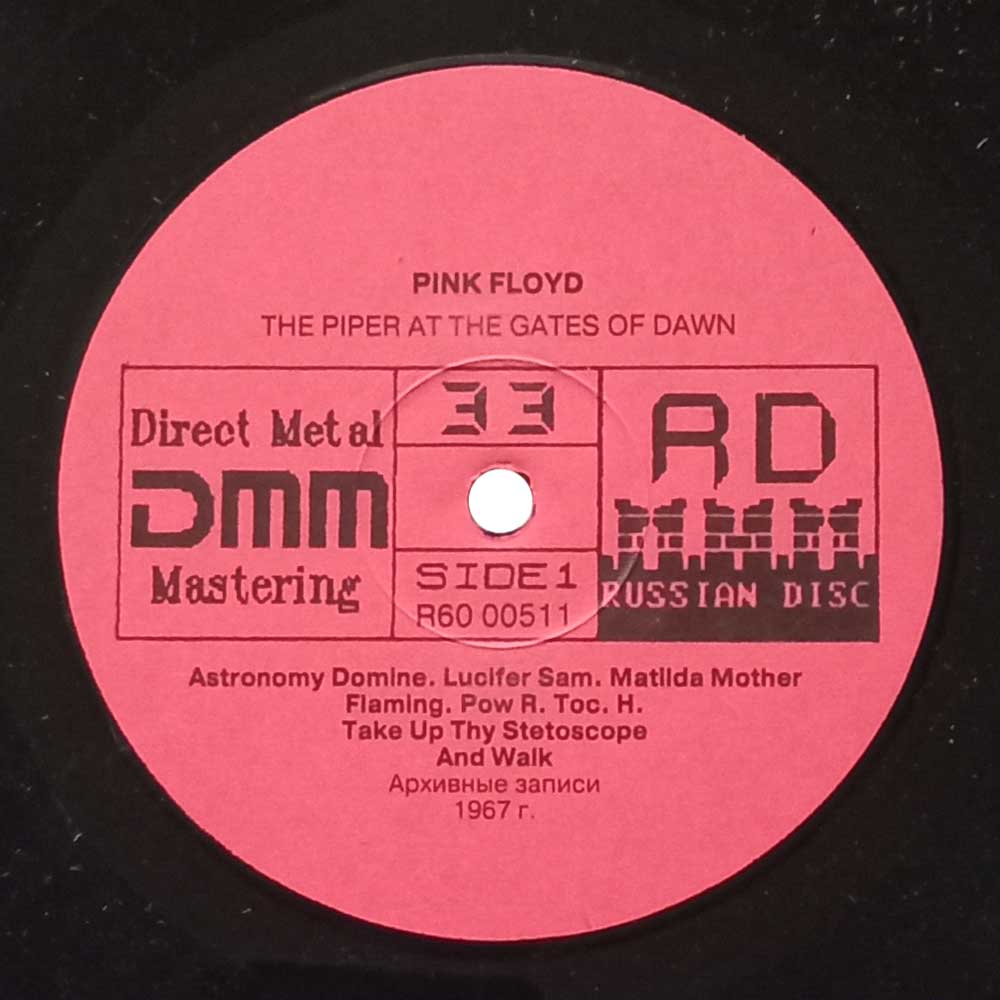 PINK FLOYD
THE PIPER AT THE GATES OF DAWN
Direct Metal
DMM
Mastering
33
SIDE 1
R60 00511
RD
RUSSIAN DISC
Astronomy Domine. Lucifer Sam. Matilda Mother
Flaming. Pow R. Toc. H.
Take Up Thy Stetoscope
And Walk
Архивные записи
1967 г.